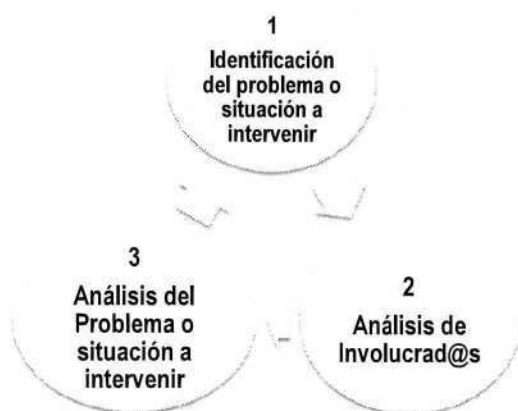 1
Identificación
del problema o
situación a
intervenir
3
Análisis del
Problema o
situación a
intervenir
2
Análisis de
Involucrad@s